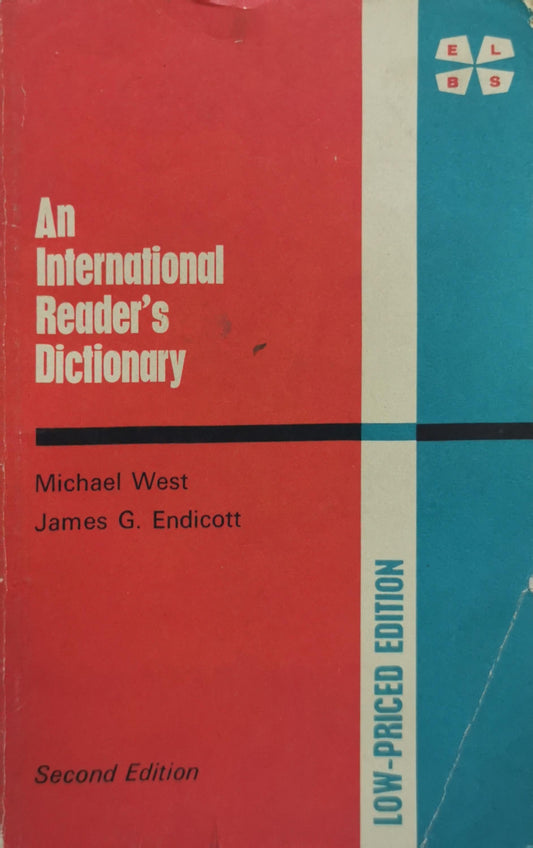 E L
B S
An
International
Reader's
Dictionary
Michael West
James G. Endicott
LOW-PRICED EDITION
Second Edition